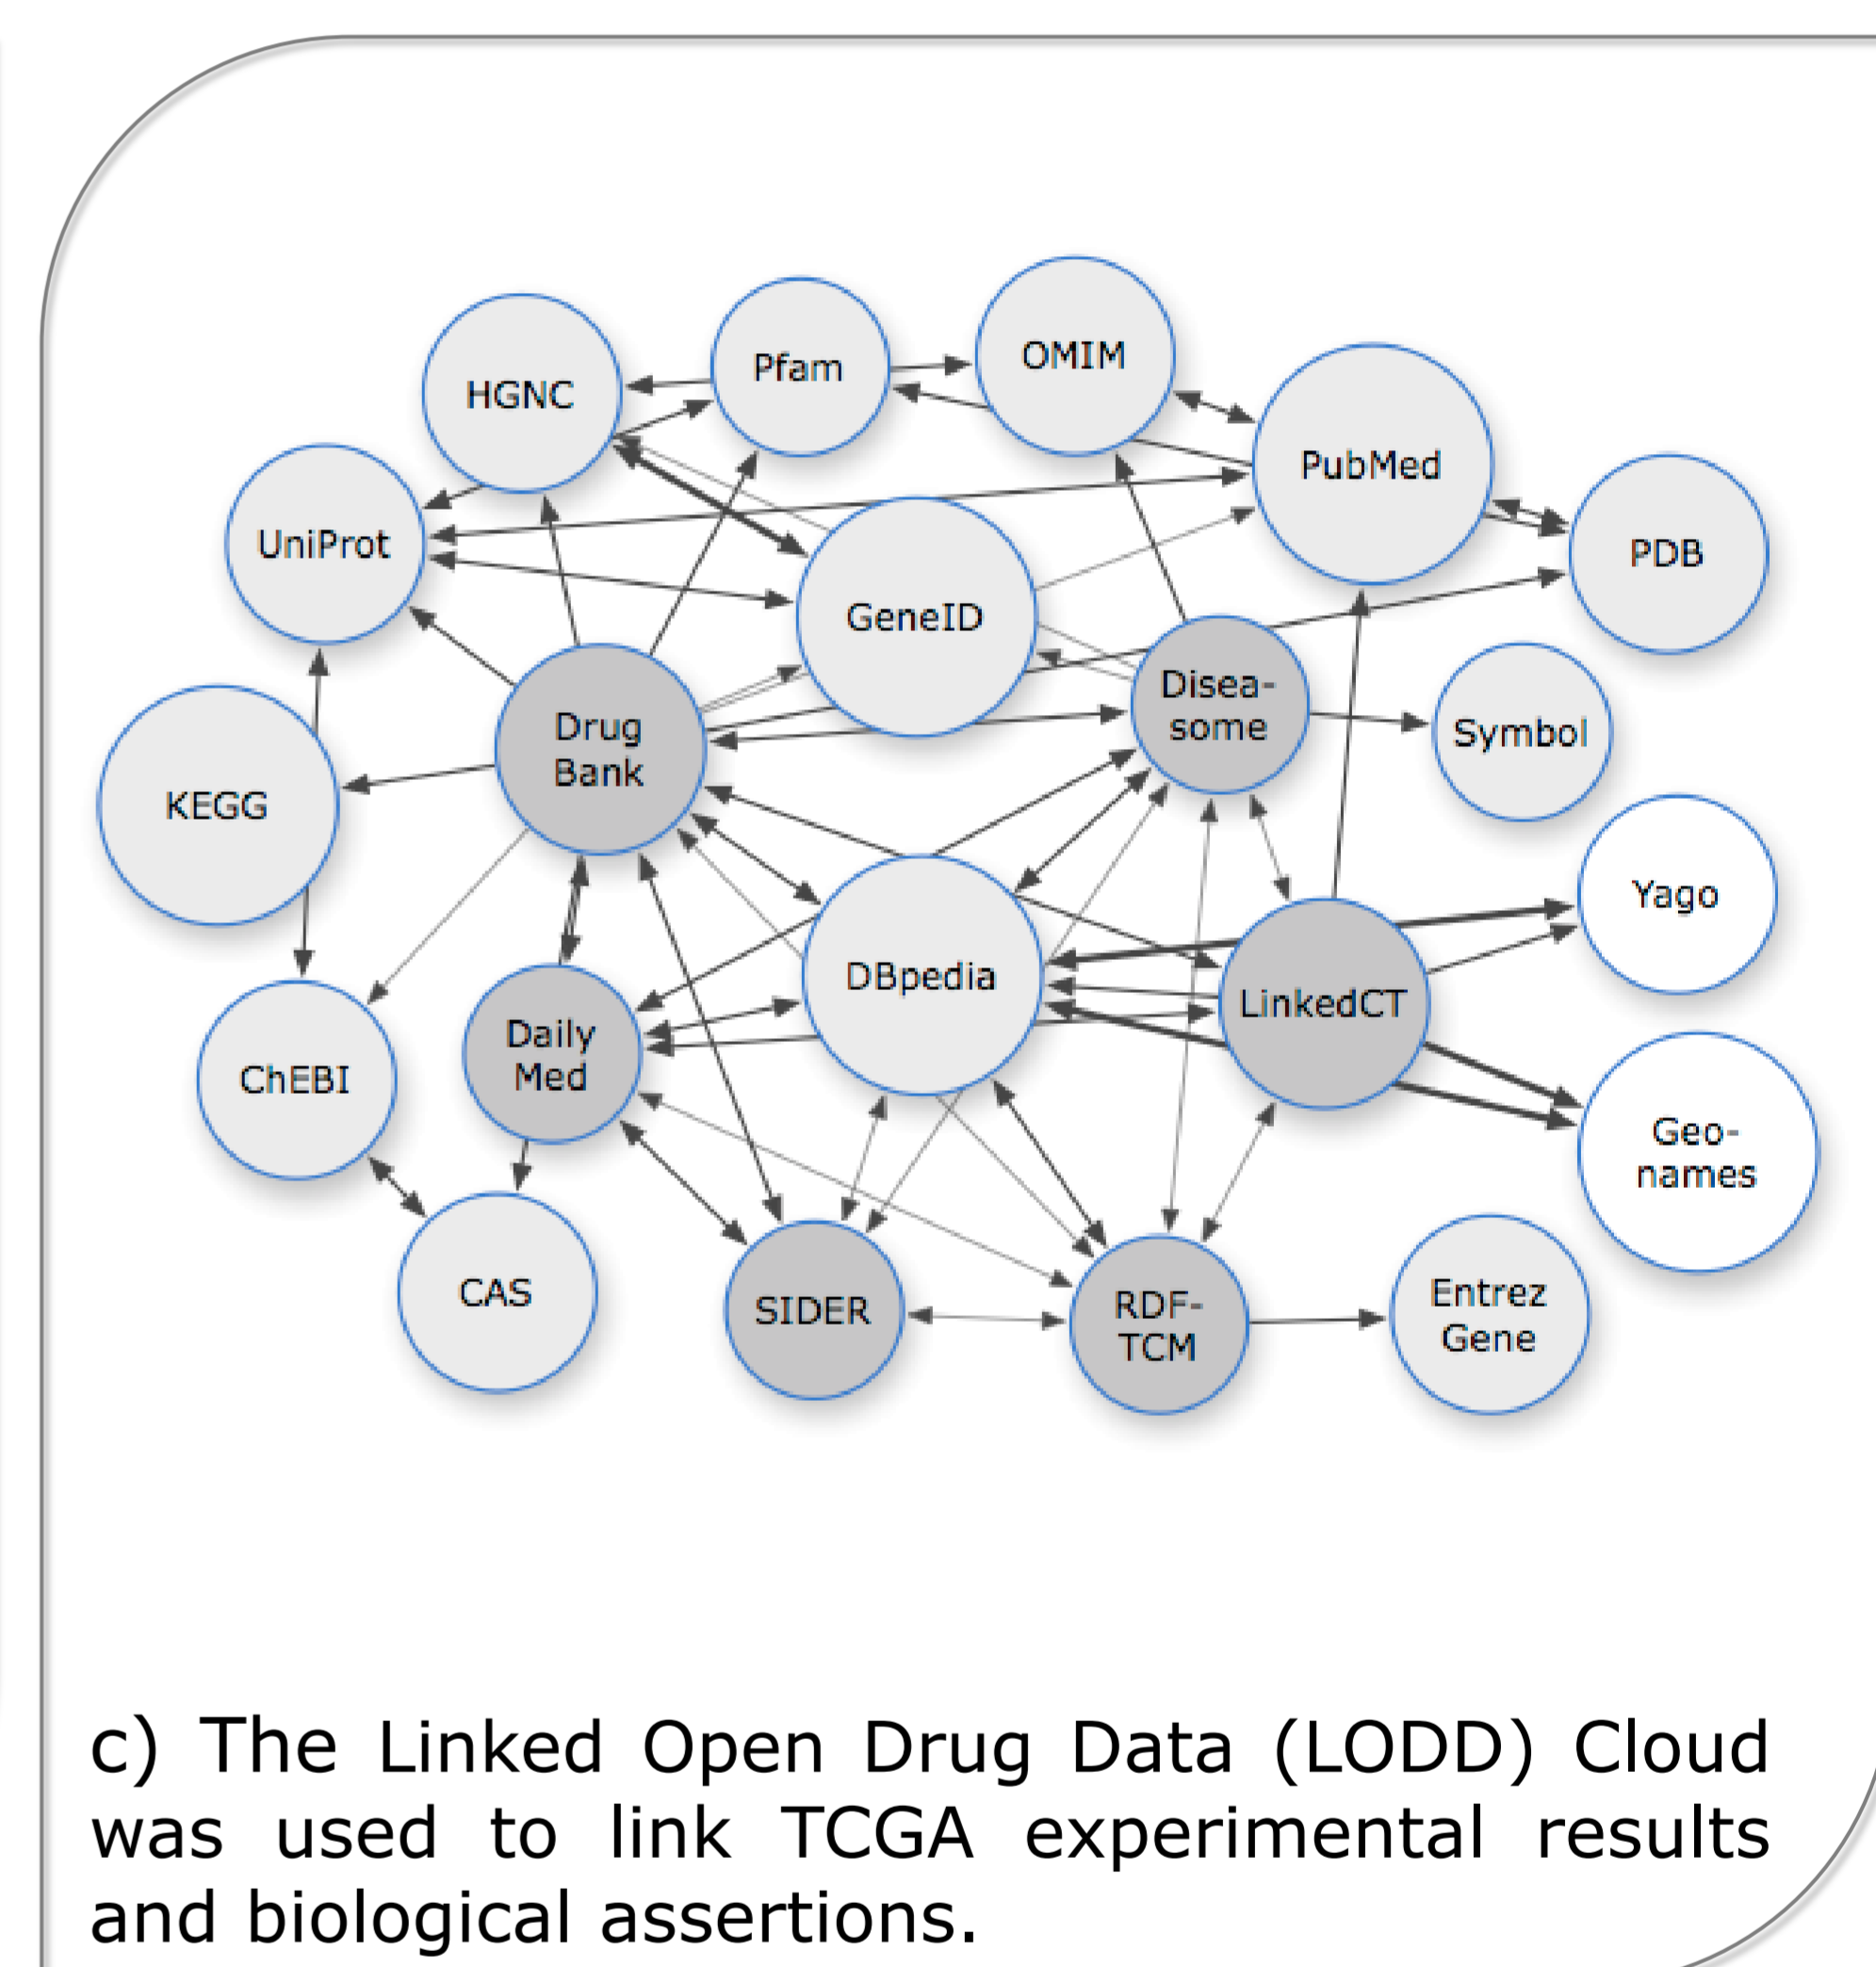 OMIM
Pfam
HGNC
PubMed
UniProt
PDB
GeneID
Disea-
some
Symbol
Drug
Bank
KEGG
Yago
DBpedia
LinkedCT
Daily
Med
ChEBI
Geo-
names
CAS
SIDER
RDF-
TCM
Entrez
Gene
c) The Linked Open Drug Data (LODD) Cloud
was used to link TCGA experimental results
and biological assertions.